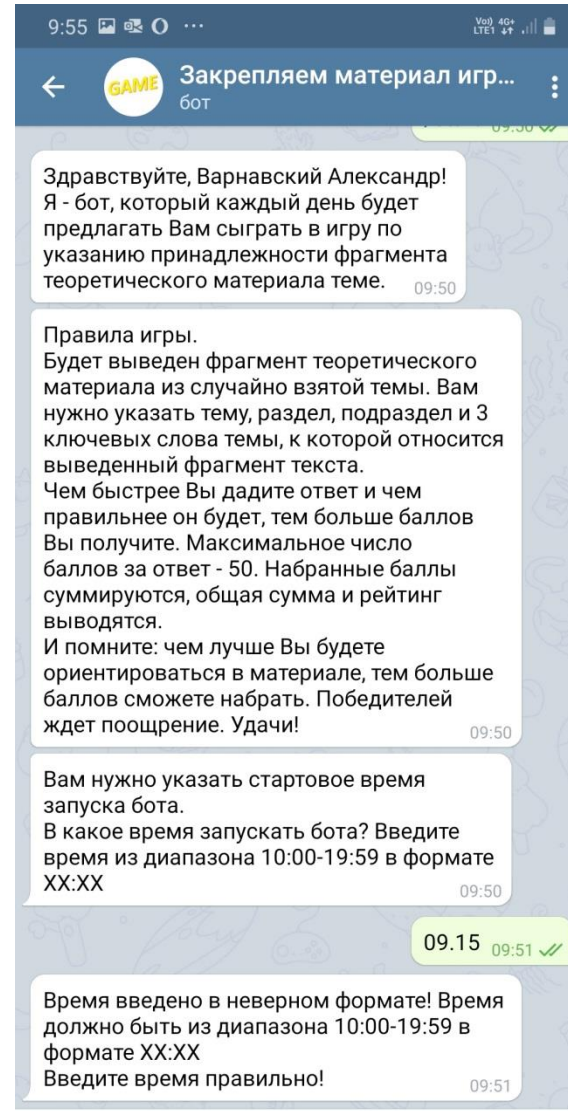 9:55
Vo)) 4G+
LTE1
GAME
Закрепляем материал игр...
бот
09:50
Здравствуйте, Варнавский Александр!
Я - бот, который каждый день будет
предлагать Вам сыграть в игру по
указанию принадлежности фрагмента
теоретического материала теме.
09:50
Правила игры.
Будет выведен фрагмент теоретического
материала из случайно взятой темы. Вам
нужно указать тему, раздел, подраздел и 3
ключевых слова темы, к которой относится
выведенный фрагмент текста.
Чем быстрее Вы дадите ответ и чем
правильнее он будет, тем больше баллов
Вы получите. Максимальное число
баллов за ответ - 50. Набранные баллы
суммируются, общая сумма и рейтинг
выводятся.
И помните: чем лучше Вы будете
ориентироваться в материале, тем больше
баллов сможете набрать. Победителей
ждет поощрение. Удачи!
09:50
Вам нужно указать стартовое время
запуска бота.
В какое время запускать бота? Введите
время из диапазона 10:00-19:59 в формате
XX:XX
09:50
09.15
09:51
Время введено в неверном формате! Время
должно быть из диапазона 10:00-19:59 в
формате XX:XX
Введите время правильно!
09:51